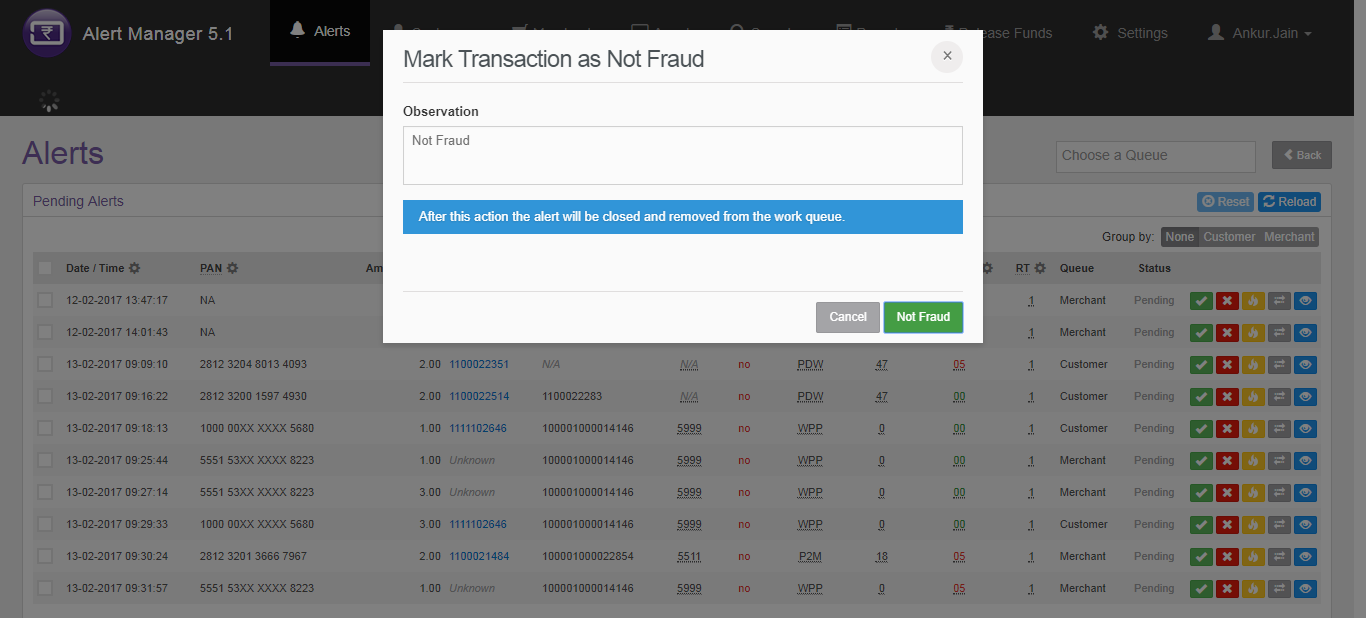 Alert Manager 5.1
Alerts
Release Funds
Settings
Ankur.Jain
Mark Transaction as Not Fraud
×
Observation
Not Fraud
After this action the alert will be closed and removed from the work queue.
Cancel
Not Fraud
Alerts
Choose a Queue
Back
Pending Alerts
Reset
Reload
Group by: None Customer Merchant
Date / Time PAN Am RT Queue Status
12-02-2017 13:47:17 NA 1 Merchant Pending
12-02-2017 14:01:43 NA 1 Merchant Pending
13-02-2017 09:09:10 2812 3204 8013 4093 2.00 1100022351 N/A N/A no PDW 47 05 1 Customer Pending
13-02-2017 09:16:22 2812 3200 1597 4930 2.00 1100022514 1100022283 N/A no PDW 47 00 1 Customer Pending
13-02-2017 09:18:13 1000 00XX XXXX 5680 1.00 1111102646 100001000014146 5999 no WPP 0 00 1 Customer Pending
13-02-2017 09:25:44 5551 53XX XXXX 8223 1.00 Unknown 100001000014146 5999 no WPP 0 00 1 Merchant Pending
13-02-2017 09:27:14 5551 53XX XXXX 8223 3.00 Unknown 100001000014146 5999 no WPP 0 00 1 Merchant Pending
13-02-2017 09:29:33 1000 00XX XXXX 5680 3.00 1111102646 100001000014146 5999 no WPP 0 00 1 Customer Pending
13-02-2017 09:30:24 2812 3201 3666 7967 2.00 1100021484 100001000022854 5511 no P2M 18 05 1 Merchant Pending
13-02-2017 09:31:57 5551 53XX XXXX 8223 1.00 Unknown 100001000014146 5999 no WPP 0 05 1 Merchant Pending